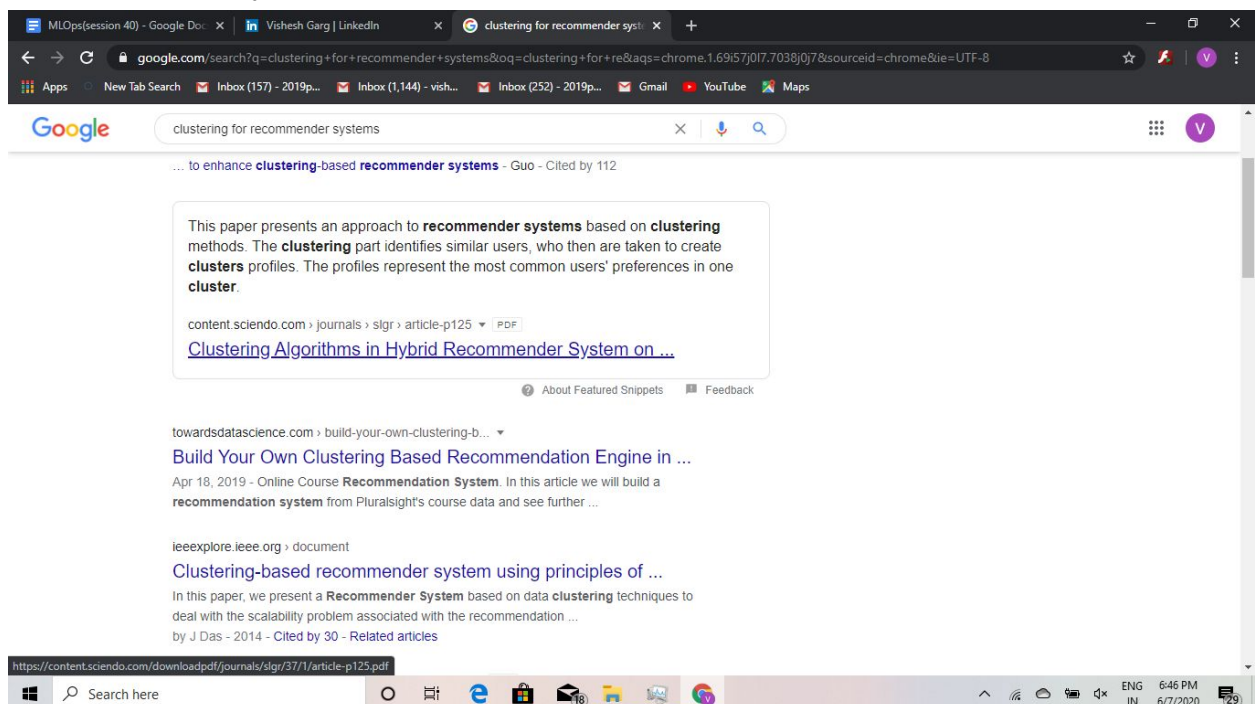 MLOps(session 40) - Google Doc
Vishesh Garg | LinkedIn
clustering for recommender syst
google.com/search?q=clustering+for+recommender+systems&oq=clustering+for+re&aqs=chrome.1.69i57j0l7.7038j0j7&sourceid=chrome&ie=UTF-8
V
Apps
New Tab Search
Inbox (157) - 2019p...
Inbox (1,144) - vish...
Inbox (252) - 2019p...
Gmail
YouTube
Maps
Google
clustering for recommender systems
V
... to enhance clustering-based recommender systems - Guo - Cited by 112
This paper presents an approach to recommender systems based on clustering
methods. The clustering part identifies similar users, who then are taken to create
clusters profiles. The profiles represent the most common users' preferences in one
cluster.
content.sciendo.com › journals › slgr › article-p125 PDF
Clustering Algorithms in Hybrid Recommender System on ...
About Featured Snippets Feedback
towardsdatascience.com › build-your-own-clustering-b...
Build Your Own Clustering Based Recommendation Engine in ...
Apr 18, 2019 - Online Course Recommendation System. In this article we will build a
recommendation system from Pluralsight's course data and see further ...
ieeexplore.ieee.org › document
Clustering-based recommender system using principles of ...
In this paper, we present a Recommender System based on data clustering techniques to
deal with the scalability problem associated with the recommendation ...
by J Das - 2014 - Cited by 30 - Related articles
https://content.sciendo.com/downloadpdf/journals/slgr/37/1/article-p125.pdf
Search here
18
ENG
IN
6:46 PM
6/7/2020
29